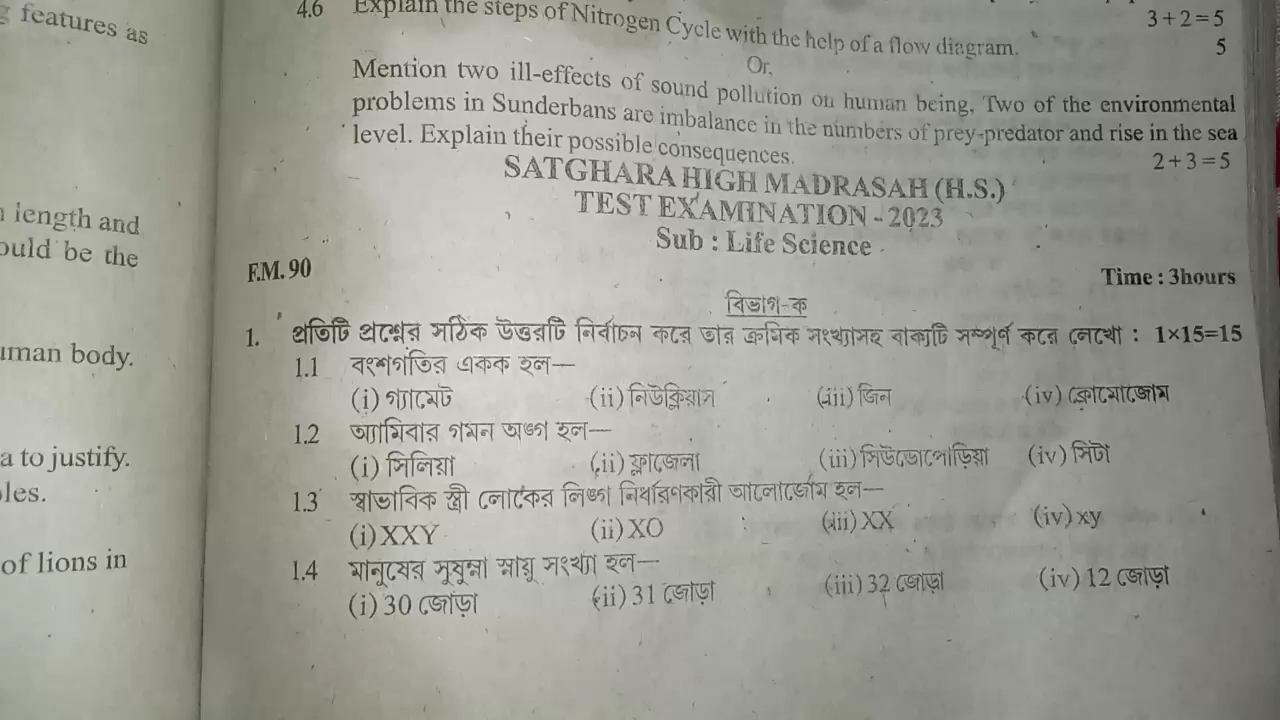 features as
length and
ould be the
uman body.
a to justify.
les.
of lions in
4.6 Explain the steps of Nitrogen Cycle with the help of a flow diagram.
3+2=5
5
Or,
Mention two ill-effects of sound pollution on human being, Two of the environmental
problems in Sunderbans are imbalance in the numbers of prey-predator and rise in the sea
level. Explain their possible consequences.
2+3=5
SATGHARA HIGH MADRASAH (H.S.)
TEST EXAMINATION - 2023
Sub : Life Science
F.M. 90
Time : 3hours
বিভাগ-ক
1. প্রতিটি প্রশ্নের সঠিক উত্তরটি নির্বাচন করে তার ক্রমিক সংখ্যাসহ বাক্যটি সম্পূর্ণ করে লেখো : 1×15=15
1.1 বংশগতির একক হল—
(i) গ্যামেট (ii) নিউক্লিয়াস (iii) জিন (iv) ক্রোমোজোম
1.2 অ্যামিবার গমন অঙ্গ হল—
(i) সিলিয়া (ii) ফ্লাজেলা (iii) সিউডোপোড়িয়া (iv) সিটা
1.3 স্বাভাবিক স্ত্রী লোকের লিঙ্গ নির্ধারণকারী আলোর্জোম হল—
(i) XXY (ii) XO (iii) XX (iv) xy
1.4 মানুষের সুষুম্না স্নায়ু সংখ্যা হল—
(i) 30 জোড়া (ii) 31 জোড়া (iii) 32 জোড়া (iv) 12 জোড়া